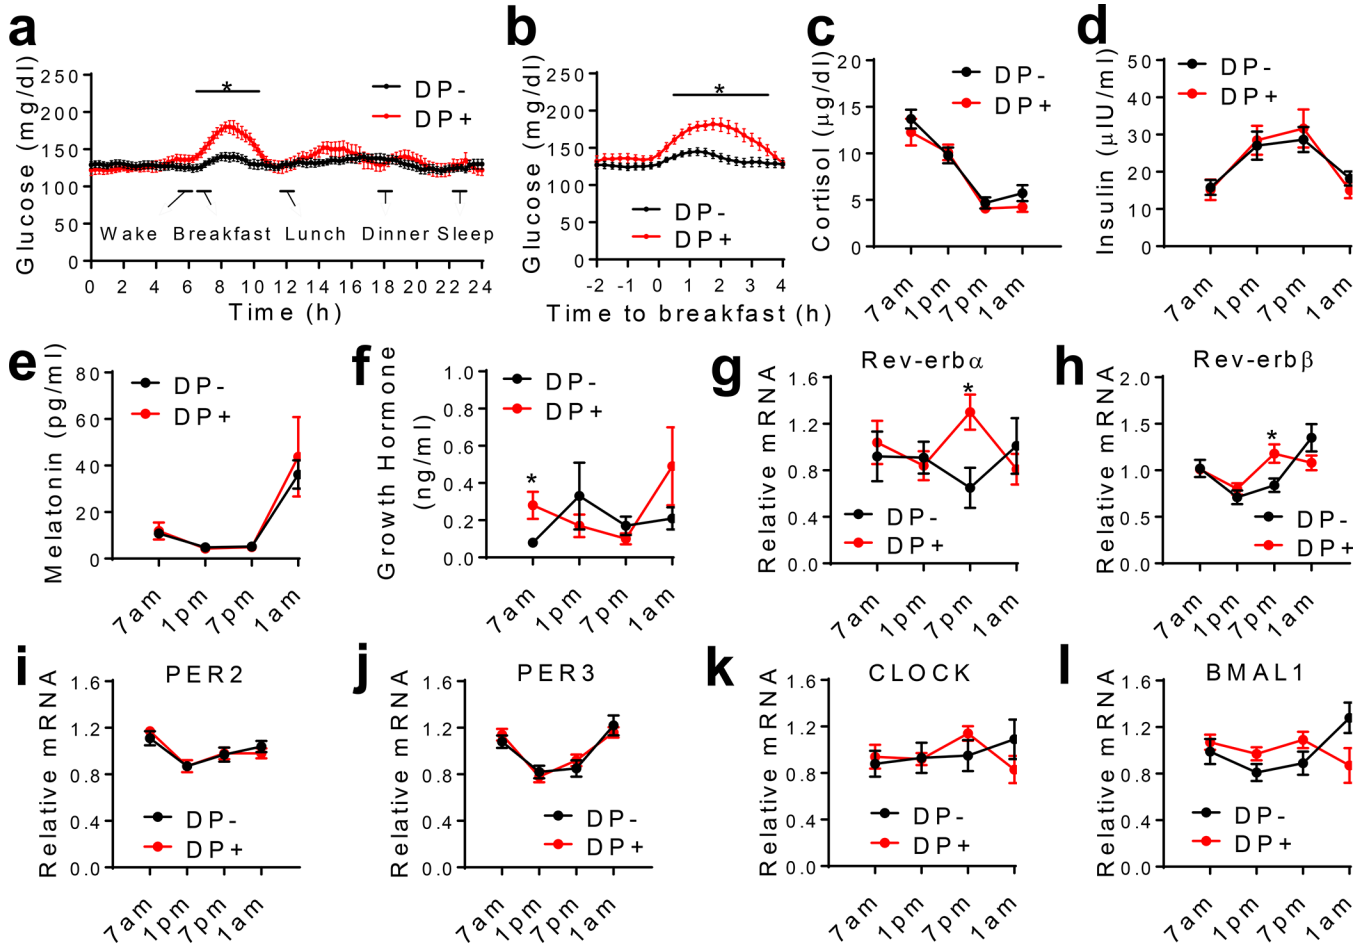 a
Glucose (mg/dl)
250
200
150
100
50
0
*
DP-
DP+
Wake Breakfast Lunch Dinner Sleep
0 2 4 6 8 10 12 14 16 18 20 22 24
Time (h)
b
Glucose (mg/dl)
250
200
150
100
50
0
*
DP-
DP+
-2 -1 0 1 2 3 4
Time to breakfast (h)
c
Cortisol (μg/dl)
20
15
10
5
0
DP-
DP+
7am 1pm 7pm 1am
d
Insulin (μIU/ml)
50
40
30
20
10
0
DP-
DP+
7am 1pm 7pm 1am
e
Melatonin (pg/ml)
80
60
40
20
0
DP-
DP+
7am 1pm 7pm 1am
f
Growth Hormone
(ng/ml)
1.0
0.8
0.6
0.4
0.2
0.0
DP-
DP+
*
7am 1pm 7pm 1am
g
Rev-erbα
Relative mRNA
1.6
1.2
0.8
0.4
0.0
*
DP-
DP+
7am 1pm 7pm 1am
h
Rev-erbβ
Relative mRNA
2.0
1.5
1.0
0.5
0.0
*
DP-
DP+
7am 1pm 7pm 1am
i
PER2
Relative mRNA
1.6
1.2
0.8
0.4
0.0
DP-
DP+
7am 1pm 7pm 1am
j
PER3
Relative mRNA
1.6
1.2
0.8
0.4
0.0
DP-
DP+
7am 1pm 7pm 1am
k
CLOCK
Relative mRNA
1.6
1.2
0.8
0.4
0.0
DP-
DP+
7am 1pm 7pm 1am
l
BMAL1
Relative mRNA
1.6
1.2
0.8
0.4
0.0
DP-
DP+
7am 1pm 7pm 1am